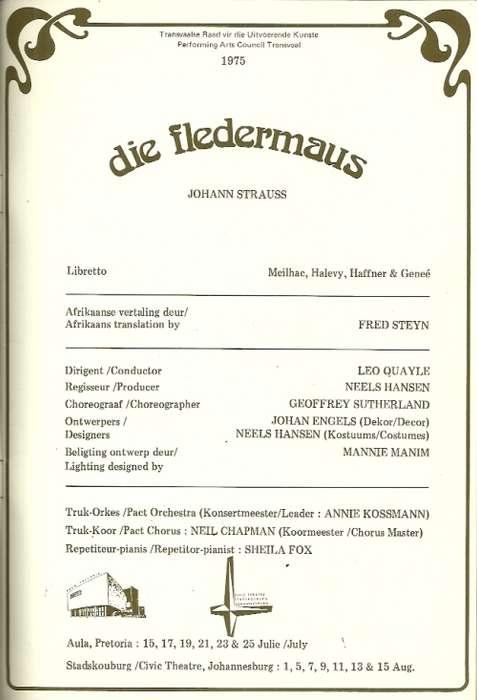 Transvaalse Raad vir die Uitvoerende Kunste
Performing Arts Council Transvaal
1975
die fledermaus
JOHANN STRAUSS
Libretto Meilhac, Halevy, Haffner & Geneé
Afrikaanse vertaling deur/
Afrikaans translation by FRED STEYN
Dirigent /Conductor LEO QUAYLE
Regisseur /Producer NEELS HANSEN
Choreograaf /Choreographer GEOFFREY SUTHERLAND
Ontwerpers / JOHAN ENGELS (Dekor/Decor)
Designers NEELS HANSEN (Kostuums/Costumes)
Beligting ontwerp deur/ MANNIE MANIM
Lighting designed by
Truk-Orkes /Pact Orchestra (Konsertmeester/Leader : ANNIE KOSSMANN)
Truk-Koor /Pact Chorus : NEIL CHAPMAN (Koormeester /Chorus Master)
Repetiteur-pianis /Repetitor-pianist : SHEILA FOX
Aula, Pretoria : 15, 17, 19, 21, 23 & 25 Julie /July
Stadskouburg /Civic Theatre, Johannesburg : 1, 5, 7, 9, 11, 13 & 15 Aug.